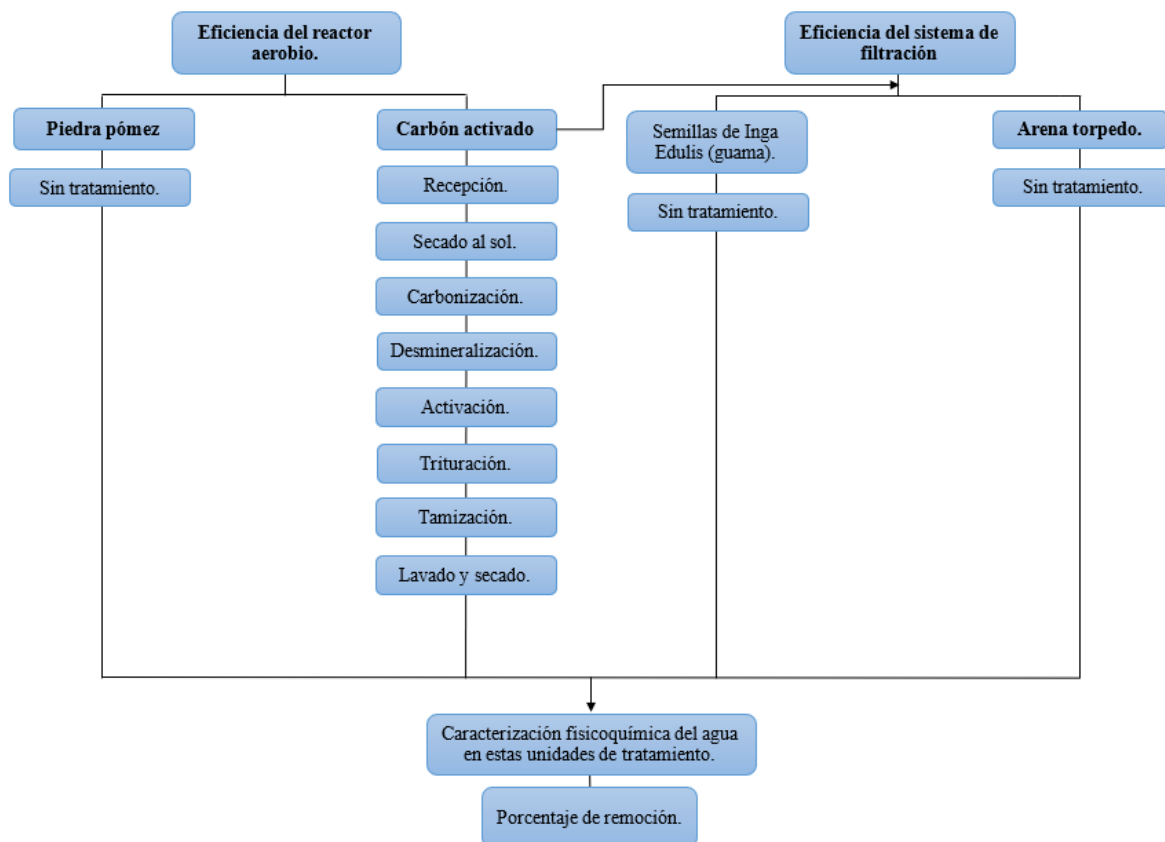 Eficiencia del reactor
aerobio.
Eficiencia del sistema de
filtración
Piedra pómez
Sin tratamiento.
Carbón activado
Recepción.
Secado al sol.
Carbonización.
Desmineralización.
Activación.
Trituración.
Tamización.
Lavado y secado.
Semillas de Inga
Edulis (guama).
Sin tratamiento.
Arena torpedo.
Sin tratamiento.
Caracterización fisicoquímica del agua
en estas unidades de tratamiento.
Porcentaje de remoción.